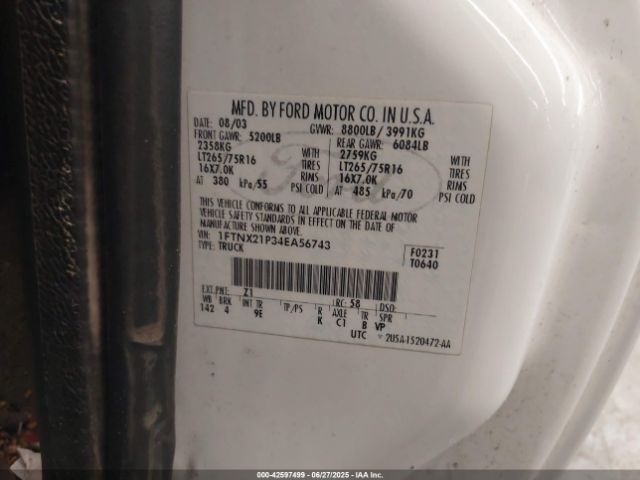 MFD. BY FORD MOTOR CO. IN U.S.A.
DATE: 08/03 GVWR: 8800LB/ 3991KG
FRONT GAWR: 5200LB REAR GAWR: 6084LB
2358KG WITH 2759KG WITH
LT265/75R16 TIRES LT265/75R16 TIRES
16X7.0K RIMS 16X7.0K RIMS
AT 380 kPa/55 PSI COLD AT 485 kPa/70 PSI COLD
THIS VEHICLE CONFORMS TO ALL APPLICABLE FEDERAL MOTOR
VEHICLE SAFETY STANDARDS IN EFFECT ON THE DATE OF
MANUFACTURE SHOWN ABOVE.
VIN: 1FTNX21P34EA56743 F0231
TYPE: TRUCK T0640
EXT PNT: Z1 RC: 58 DSO:
WB BRK INT TR TP/PS R AXLE TR SPR
142 4 9E K C1 B VP
UTC 2U5A-1520472-AA
Ford
000-42597499 - 06/27/2025 - IAAI.COM